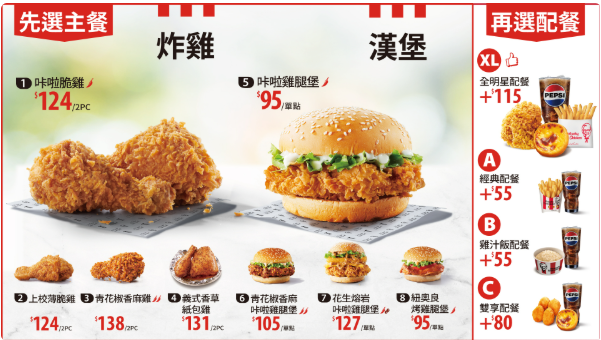 先選主餐
炸雞
漢堡
1 咔啦脆雞
$124/2PC
5 咔啦雞腿堡
$95/單點
2 上校薄脆雞
$124/2PC
3 青花椒香麻雞
$138/2PC
4 義式香草
紙包雞
$131/2PC
6 青花椒香麻
咔啦雞腿堡
$105/單點
7 花生熔岩
咔啦雞腿堡
$127/單點
8 紐奧良
烤雞腿堡
$95/單點
再選配餐
XL
全明星配餐
+$115
PEPSI
A
經典配餐
+$55
PEPSI
B
雞汁飯配餐
+$55
PEPSI
KFC
C
雙享配餐
+$80
PEPSI